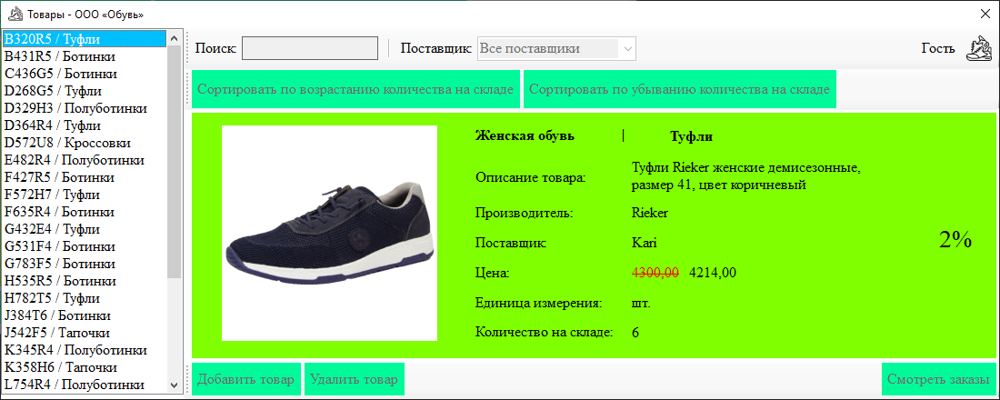 Товары - ООО «Обувь»
B320R5 / Туфли
B431R5 / Ботинки
C436G5 / Ботинки
D268G5 / Туфли
D329H3 / Полуботинки
D364R4 / Туфли
D572U8 / Кроссовки
E482R4 / Полуботинки
F427R5 / Ботинки
F572H7 / Туфли
F635R4 / Ботинки
G432E4 / Туфли
G531F4 / Ботинки
G783F5 / Ботинки
H535R5 / Ботинки
H782T5 / Туфли
J384T6 / Ботинки
J542F5 / Тапочки
K345R4 / Полуботинки
K358H6 / Тапочки
L754R4 / Полуботинки
Поиск: Поставщик: Все поставщики Гость
Сортировать по возрастанию количества на складе Сортировать по убыванию количества на складе
Женская обувь | Туфли
Описание товара: Туфли Rieker женские демисезонные,
размер 41, цвет коричневый
Производитель: Rieker
Поставщик: Kari
2%
Цена: 4300,00 4214,00
Единица измерения: шт.
Количество на складе: 6
Добавить товар Удалить товар Смотреть заказы